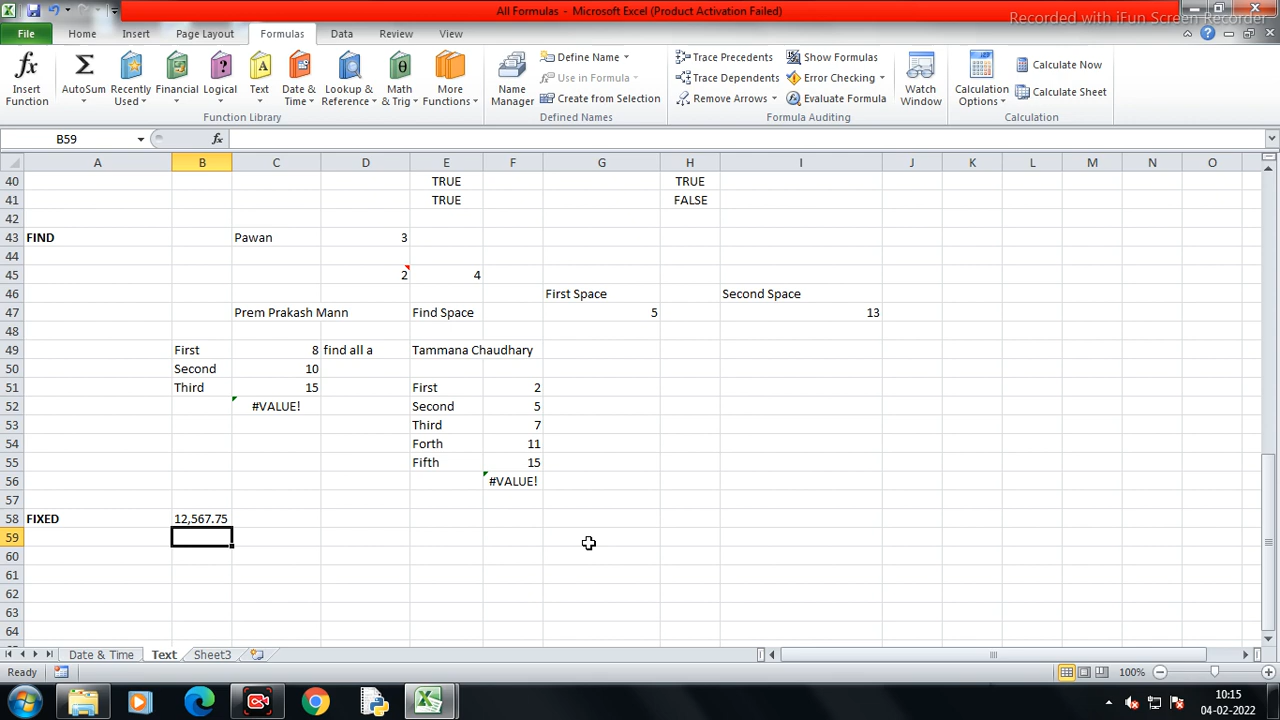 All Formulas - Microsoft Excel (Product Activation Failed)
Recorded with iFun Screen Recorder
File Home Insert Page Layout Formulas Data Review View
Insert Function
AutoSum
Recently Used
Financial
Logical
Text
Date & Time
Lookup & Reference
Math & Trig
More Functions
Function Library
Name Manager
Define Name
Use in Formula
Create from Selection
Defined Names
Trace Precedents
Trace Dependents
Remove Arrows
Show Formulas
Error Checking
Evaluate Formula
Formula Auditing
Watch Window
Calculation Options
Calculate Now
Calculate Sheet
Calculation
B59 fx
A B C D E F G H I J K L M N O
40 TRUE TRUE
41 TRUE FALSE
42
43 FIND Pawan 3
44
45 2 4
46 First Space Second Space
47 Prem Prakash Mann Find Space 5 13
48
49 First 8 find all a Tammana Chaudhary
50 Second 10
51 Third 15 First 2
52 #VALUE! Second 5
53 Third 7
54 Forth 11
55 Fifth 15
56 #VALUE!
57
58 FIXED 12,567.75
59
60
61
62
63
64
Date & Time Text Sheet3
Ready 100%
10:15
04-02-2022